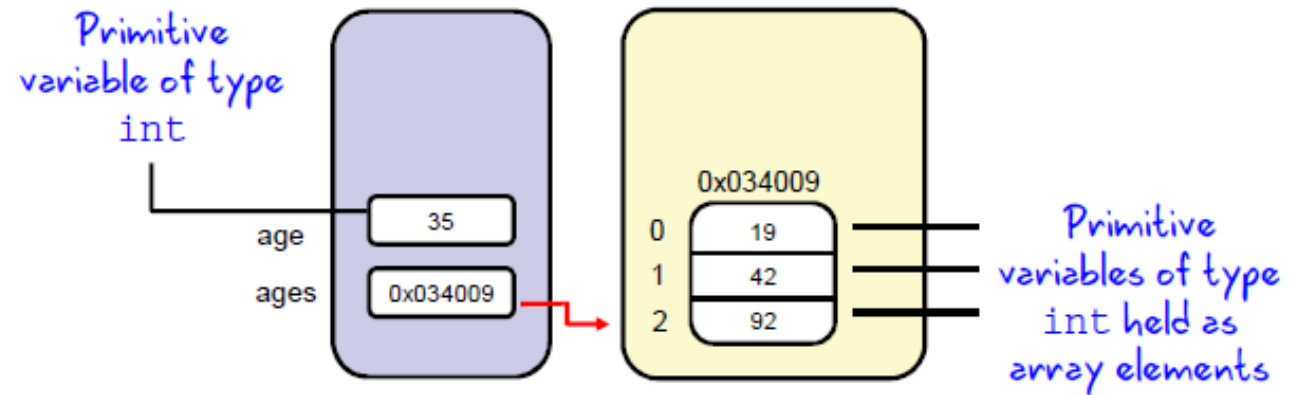 Primitive
variable of type
int
age
35
ages
0x034009
0x034009
0
19
1
42
2
92
Primitive
variables of type
int held as
array elements